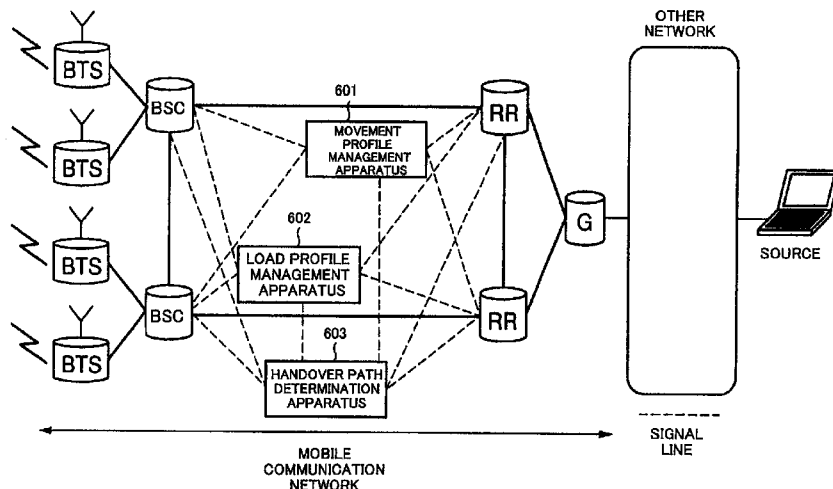 OTHER
NETWORK
BTS
BSC
601
MOVEMENT
PROFILE
MANAGEMENT
APPARATUS
RR
BTS
G
SOURCE
602
LOAD PROFILE
MANAGEMENT
APPARATUS
BTS
BSC
RR
603
HANDOVER PATH
DETERMINATION
APPARATUS
BTS
SIGNAL
LINE
MOBILE
COMMUNICATION
NETWORK